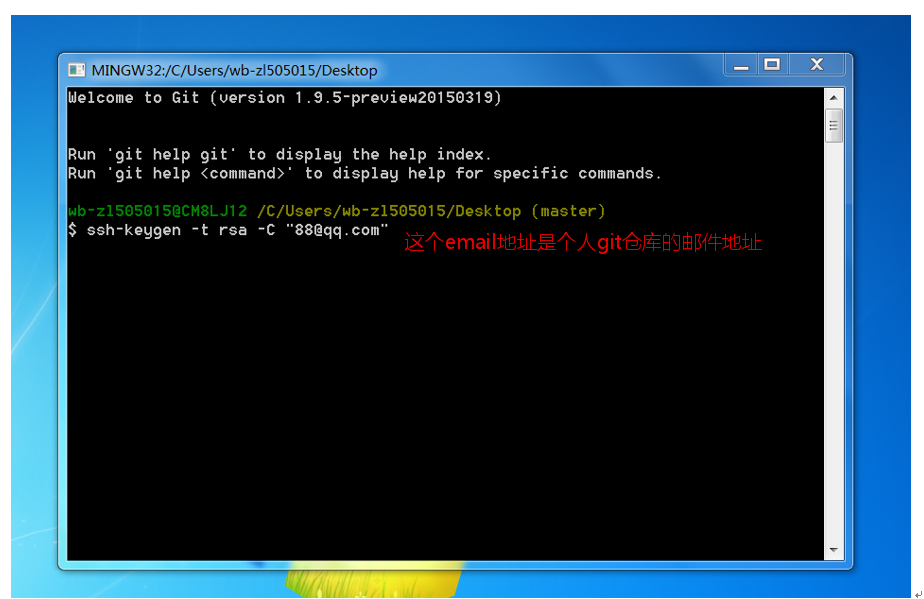 MINGW32:/C/Users/wb-zl505015/Desktop
Welcome to Git (version 1.9.5-preview20150319)
Run 'git help git' to display the help index.
Run 'git help <command>' to display help for specific commands.
wb-zl505015@CM8LJ12 /C/Users/wb-zl505015/Desktop (master)
$ ssh-keygen -t rsa -C "88@qq.com"
这个email地址是个人git仓库的邮件地址